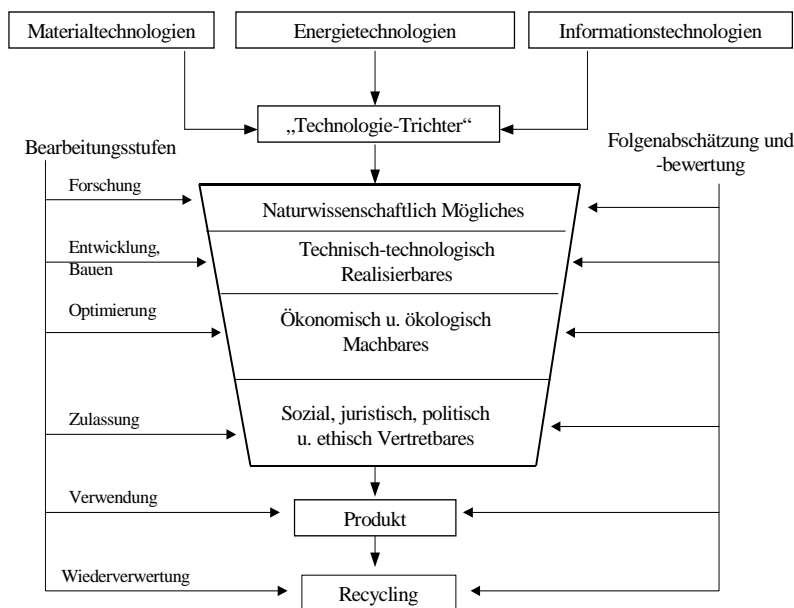 Materialtechnologien
Energietechnologien
Informationstechnologien
„Technologie-Trichter“
Bearbeitungsstufen
Folgenabschätzung und
-bewertung
Forschung
Naturwissenschaftlich Mögliches
Entwicklung,
Bauen
Technisch-technologisch
Realisierbares
Optimierung
Ökonomisch u. ökologisch
Machbares
Zulassung
Sozial, juristisch, politisch
u. ethisch Vertretbares
Verwendung
Produkt
Wiederverwertung
Recycling